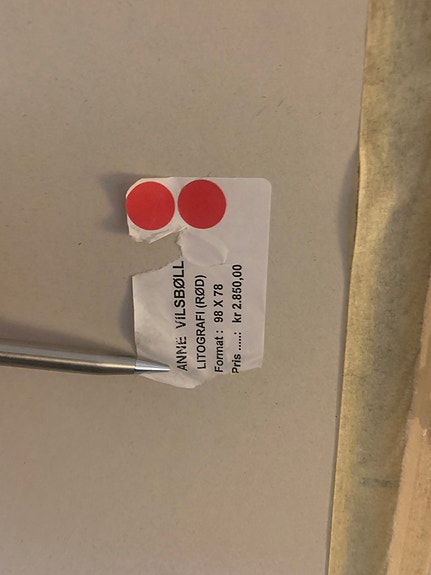 ANNE VILSBØLL
LITOGRAFI (RØD)
Format : 98 X 78
Pris ......: kr 2.850,00